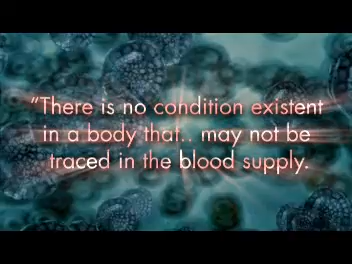 “There is no condition existent
in a body that.. may not be
traced in the blood supply.